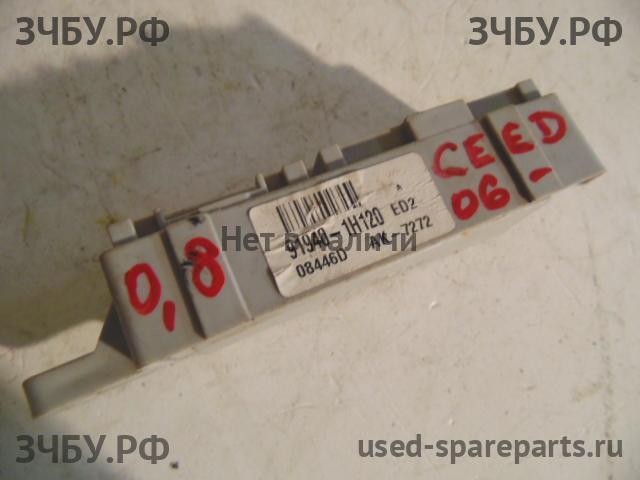 ЗЧБУ.РФ ЗЧБУ.РФ
CEED
06 -
A
91940-1H120 ED2
08446D AK-7272
Нет в наличии
0,8
ЗЧБУ.РФ used-spareparts.ru